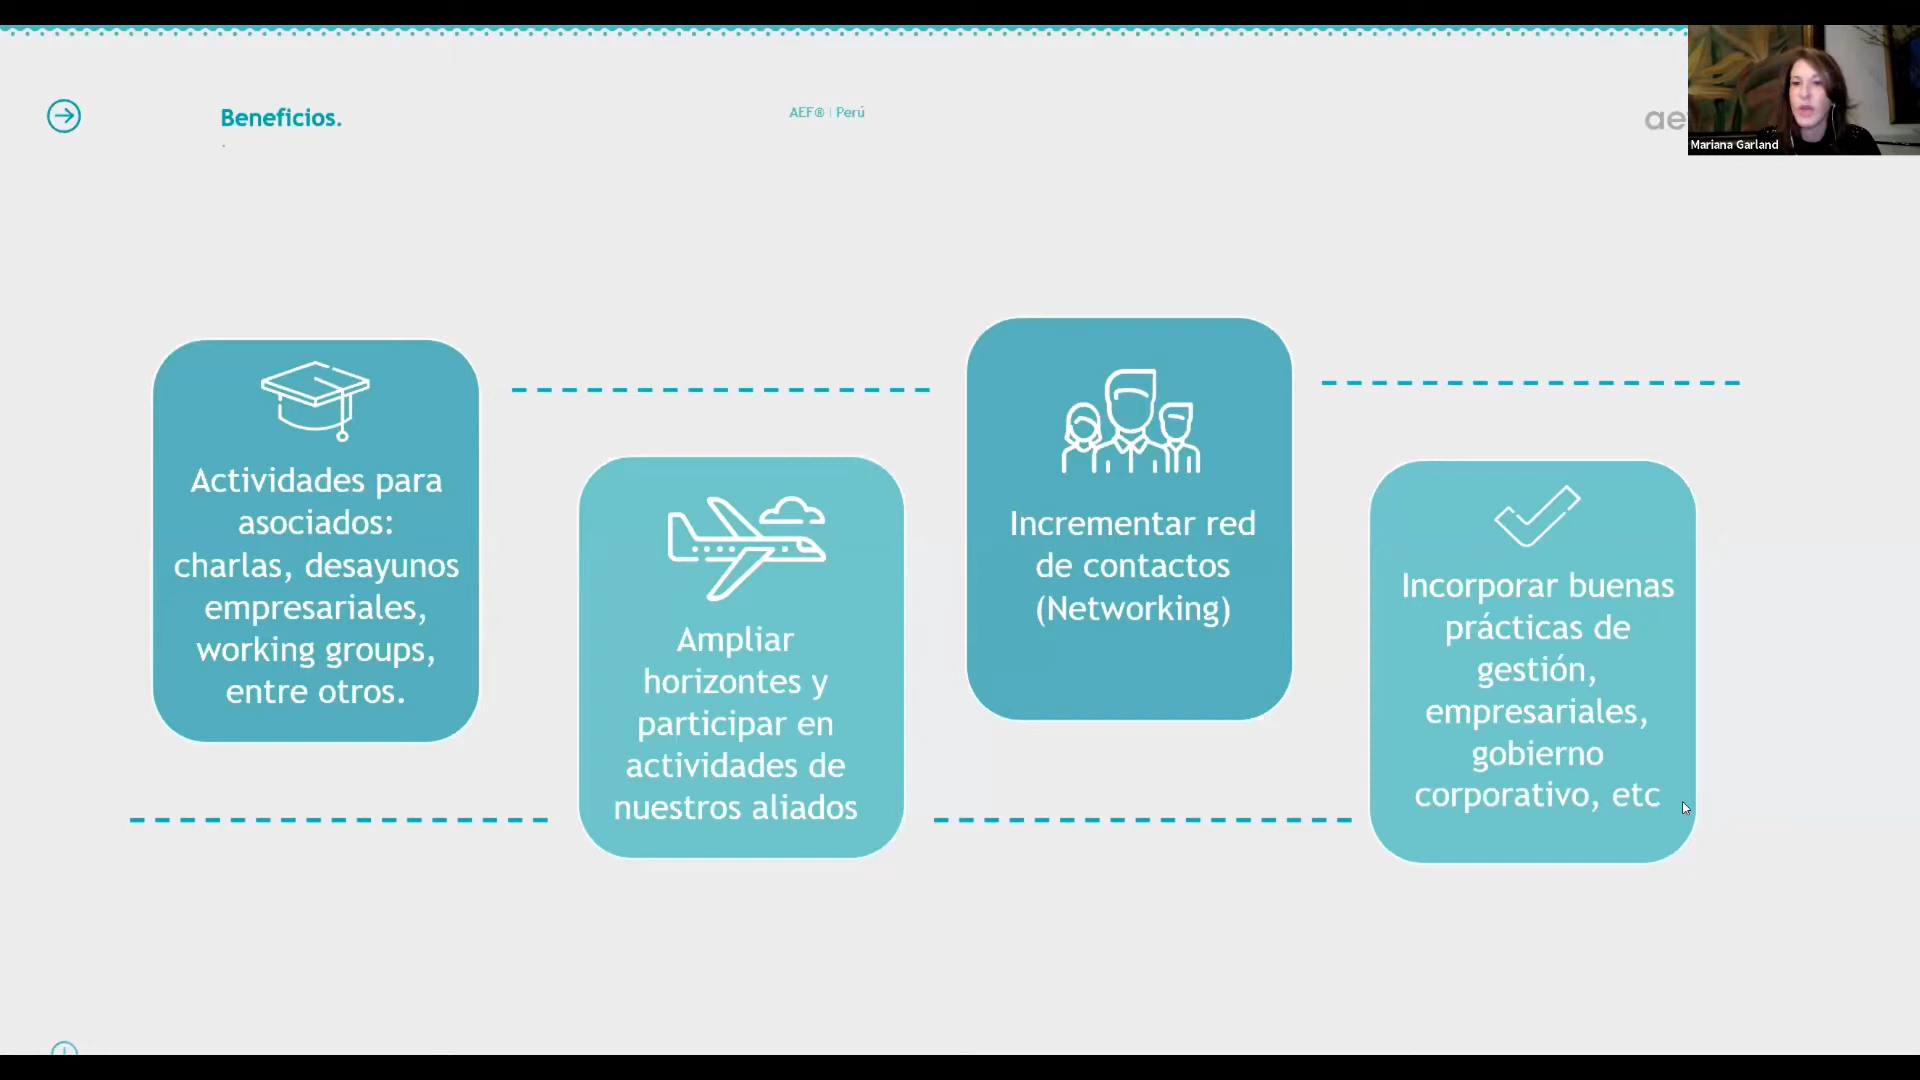 Beneficios.
AEF® | Perú
ae
Mariana Garland
Actividades para
asociados:
charlas, desayunos
empresariales,
working groups,
entre otros.
Ampliar
horizontes y
participar en
actividades de
nuestros aliados
Incrementar red
de contactos
(Networking)
Incorporar buenas
prácticas de
gestión,
empresariales,
gobierno
corporativo, etc